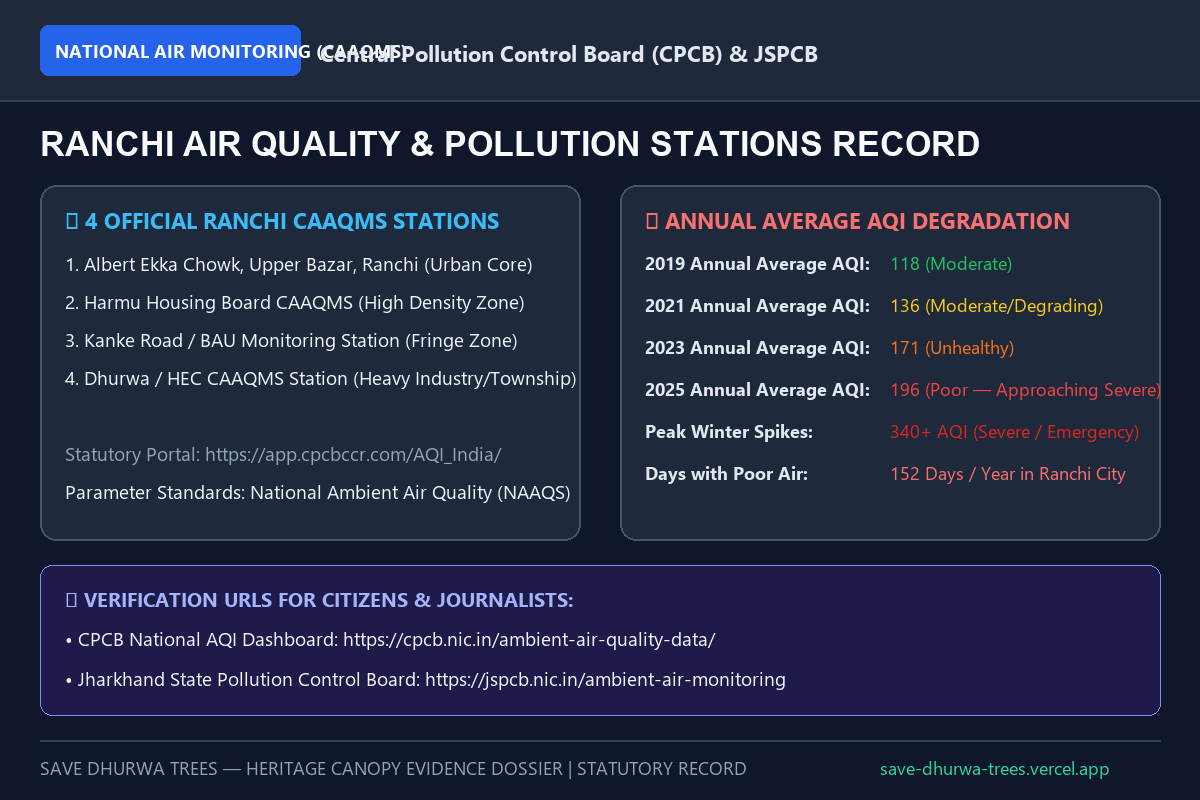 NATIONAL AIR MONITORING (CAAQMS)
Central Pollution Control Board (CPCB) & JSPCB
RANCHI AIR QUALITY & POLLUTION STATIONS RECORD
4 OFFICIAL RANCHI CAAQMS STATIONS
1. Albert Ekka Chowk, Upper Bazar, Ranchi (Urban Core)
2. Harmu Housing Board CAAQMS (High Density Zone)
3. Kanke Road / BAU Monitoring Station (Fringe Zone)
4. Dhurwa / HEC CAAQMS Station (Heavy Industry/Township)
Statutory Portal: https://app.cpcbccr.com/AQI_India/
Parameter Standards: National Ambient Air Quality (NAAQS)
ANNUAL AVERAGE AQI DEGRADATION
2019 Annual Average AQI: 118 (Moderate)
2021 Annual Average AQI: 136 (Moderate/Degrading)
2023 Annual Average AQI: 171 (Unhealthy)
2025 Annual Average AQI: 196 (Poor — Approaching Severe)
Peak Winter Spikes: 340+ AQI (Severe / Emergency)
Days with Poor Air: 152 Days / Year in Ranchi City
VERIFICATION URLS FOR CITIZENS & JOURNALISTS:
• CPCB National AQI Dashboard: https://cpcb.nic.in/ambient-air-quality-data/
• Jharkhand State Pollution Control Board: https://jspcb.nic.in/ambient-air-monitoring
SAVE DHURWA TREES — HERITAGE CANOPY EVIDENCE DOSSIER | STATUTORY RECORD
save-dhurwa-trees.vercel.app